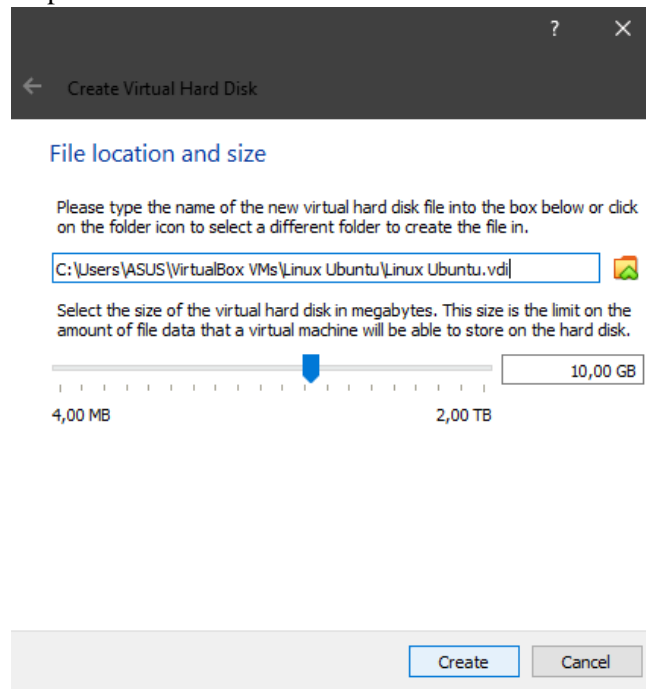 ?
Create Virtual Hard Disk
File location and size
Please type the name of the new virtual hard disk file into the box below or click
on the folder icon to select a different folder to create the file in.
C:\Users\ASUS\VirtualBox VMs\Linux Ubuntu\Linux Ubuntu.vdi
Select the size of the virtual hard disk in megabytes. This size is the limit on the
amount of file data that a virtual machine will be able to store on the hard disk.
10,00 GB
4,00 MB 2,00 TB
Create Cancel